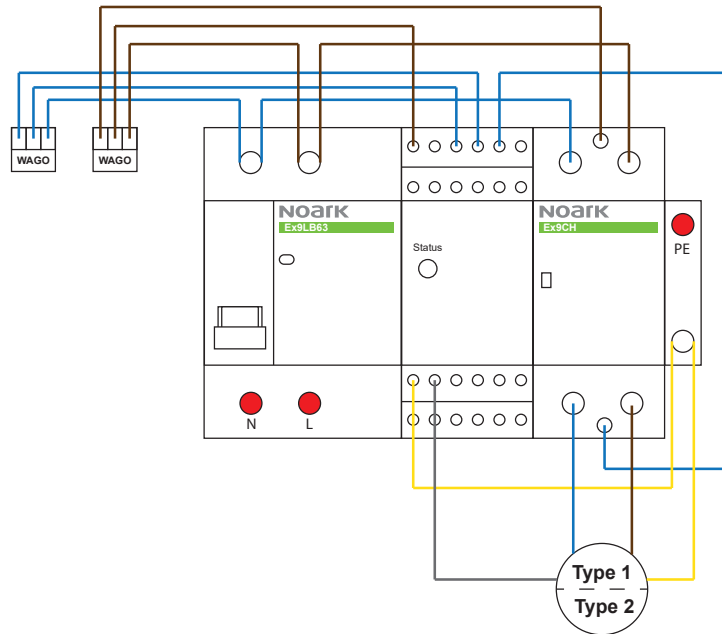 WAGO
WAGO
NOARK
Ex9LB63
Status
NOARK
Ex9CH
PE
N
L
Type 1
Type 2